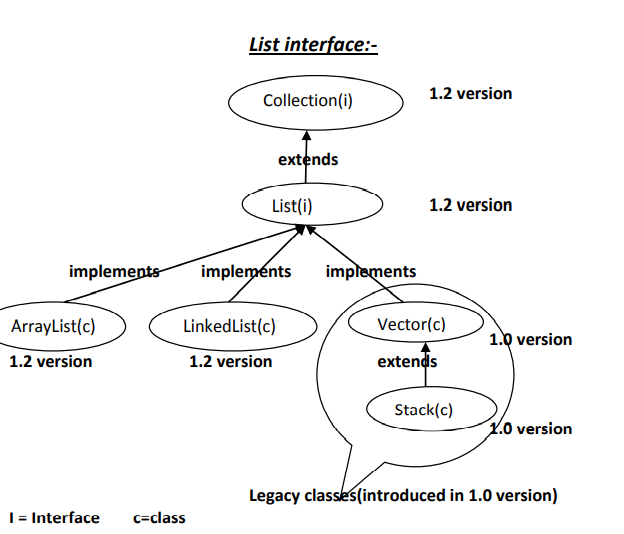 List interface:-
Collection(i)
1.2 version
extends
List(i)
1.2 version
implements
implements
implements
ArrayList(c)
LinkedList(c)
Vector(c)
1.0 version
1.2 version
1.2 version
extends
Stack(c)
1.0 version
Legacy classes(introduced in 1.0 version)
I = Interface c=class